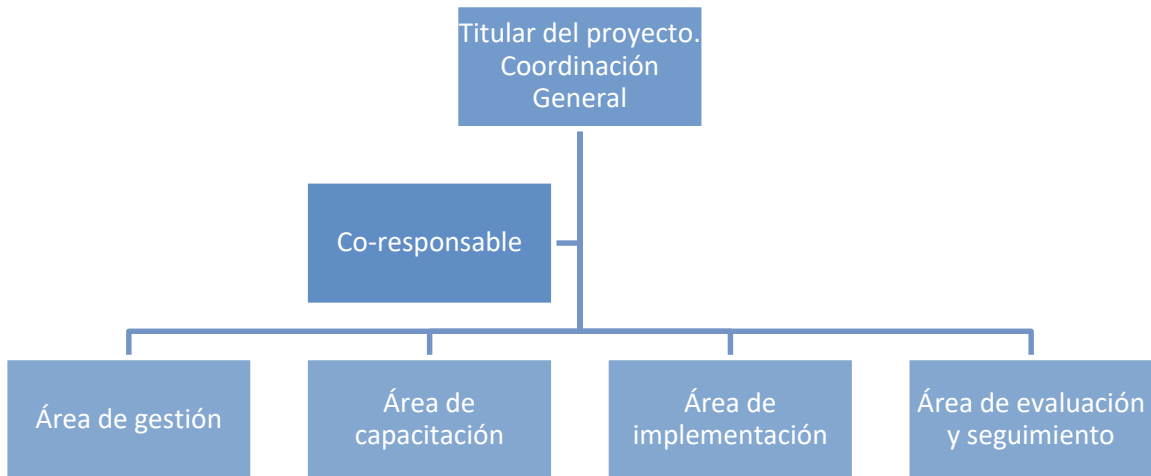 Titular del proyecto.
Coordinación
General
Co-responsable
Área de gestión
Área de
capacitación
Área de
implementación
Área de evaluación
y seguimiento